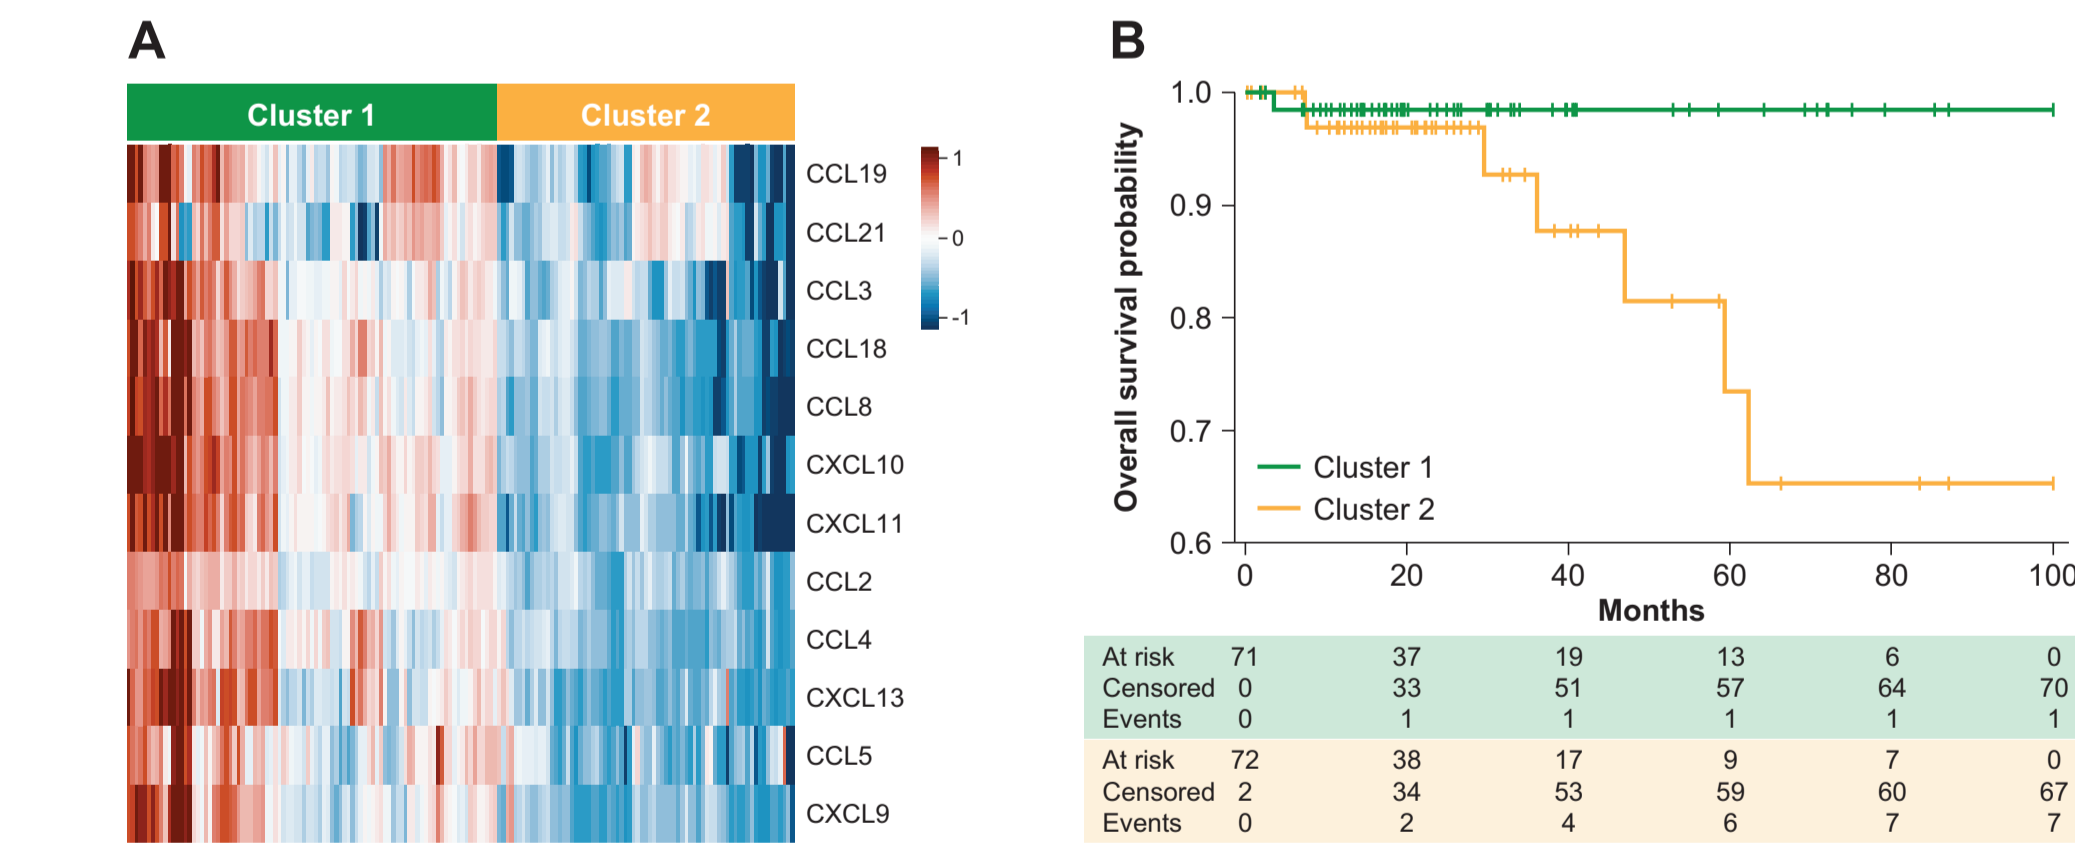 A
Cluster 1 Cluster 2
CCL19
CCL21
CCL3
CCL18
CCL8
CXCL10
CXCL11
CCL2
CCL4
CXCL13
CCL5
CXCL9
1
0
-1
B
Overall survival probability
1.0
0.9
0.8
0.7
0.6
Cluster 1
Cluster 2
0 20 40 60 80 100
Months
At risk 71 37 19 13 6 0
Censored 0 33 51 57 64 70
Events 0 1 1 1 1 1
At risk 72 38 17 9 7 0
Censored 2 34 53 59 60 67
Events 0 2 4 6 7 7